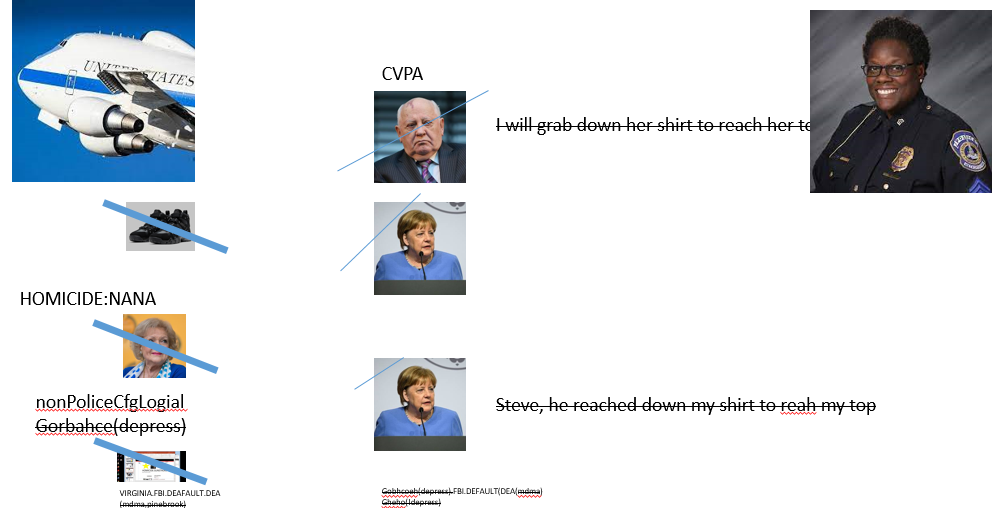 UNITED STATES
CVPA
I will grab down her shirt to reach her to
HOMICIDE:NANA
nonPoliceCfgLogial
Gorbahce(depress)
Steve, he reached down my shirt to reah my top
VIRGINIA.FBI.DEAFAULT.DEA
(mdma,pinebrook)
Gobhsoeh(depress).FBI.DEFAULT(DEA(mdma)
Gheho!!depress)